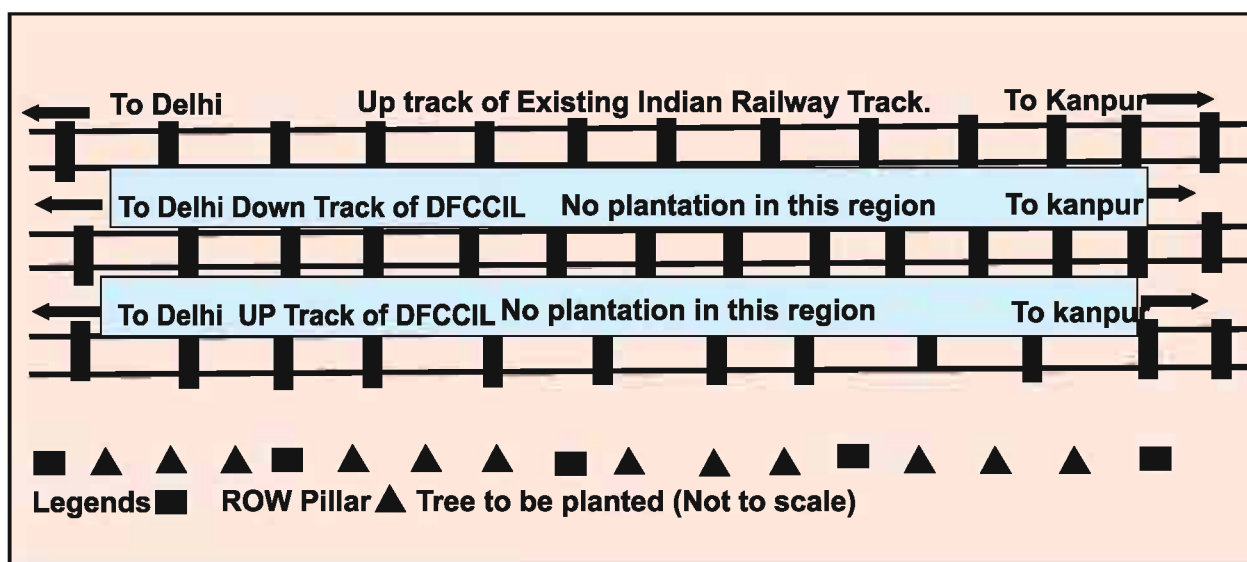 To Delhi Up track of Existing Indian Railway Track. To Kanpur
To Delhi Down Track of DFCCIL No plantation in this region To kanpur
To Delhi UP Track of DFCCIL No plantation in this region To kanpur
Legends ROW Pillar Tree to be planted (Not to scale)